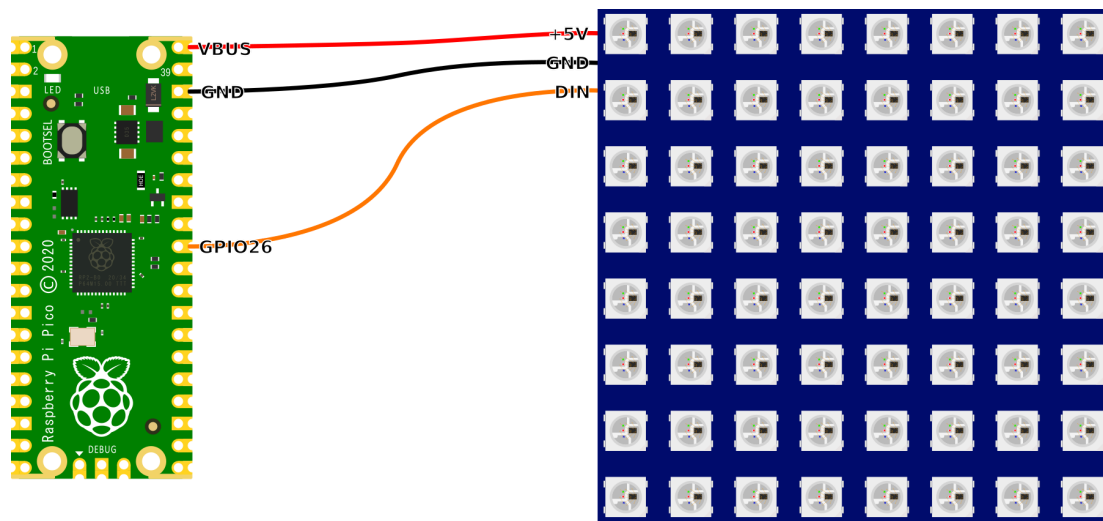 VBUS
+5V
GND
GND
DIN
GPIO26
1
2
39
LED
USB
BOOTSEL
Raspberry Pi Pico © 2020
DEBUG